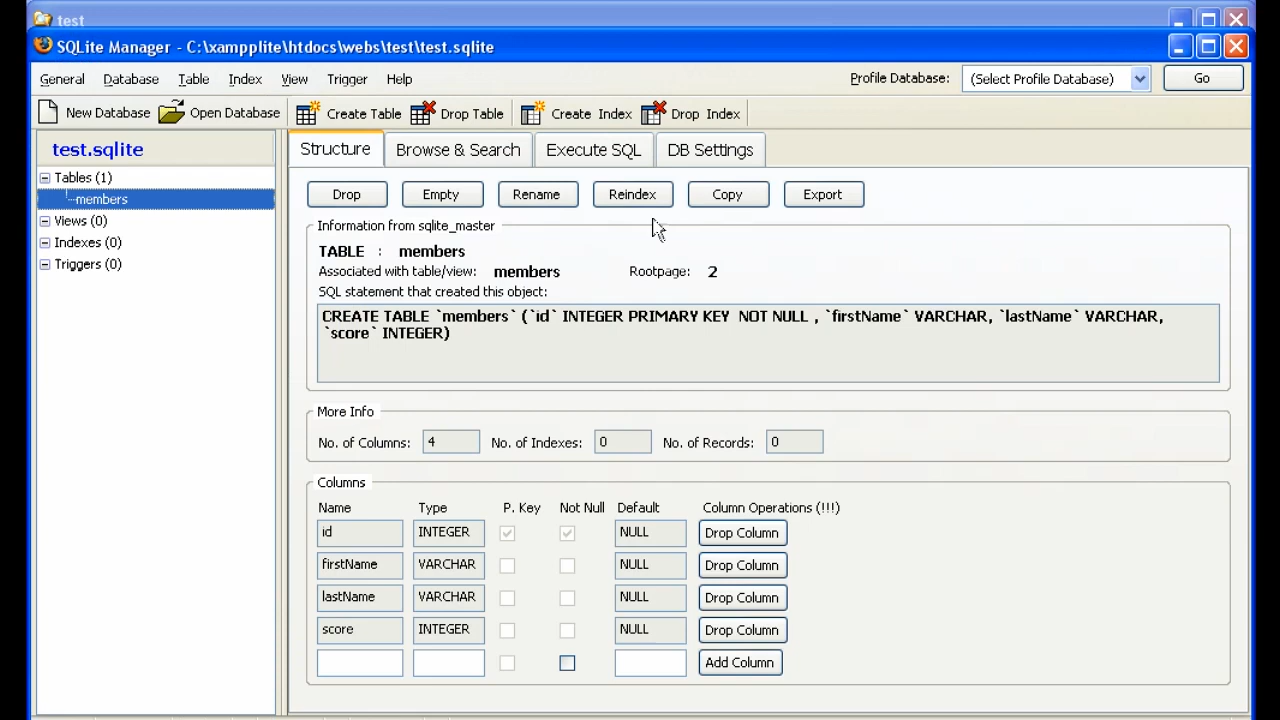 test
SQLite Manager - C:\xampplite\htdocs\webs\test\test.sqlite
General Database Table Index View Trigger Help Profile Database: (Select Profile Database) Go
New Database Open Database Create Table Drop Table Create Index Drop Index
test.sqlite
Tables (1)
members
Views (0)
Indexes (0)
Triggers (0)
Structure Browse & Search Execute SQL DB Settings
Drop Empty Rename Reindex Copy Export
Information from sqlite_master
TABLE : members
Associated with table/view: members Rootpage: 2
SQL statement that created this object:
CREATE TABLE `members` (`id` INTEGER PRIMARY KEY  NOT NULL , `firstName` VARCHAR, `lastName` VARCHAR,
`score` INTEGER)
More Info
No. of Columns: 4 No. of Indexes: 0 No. of Records: 0
Columns
Name Type P. Key Not Null Default Column Operations (!!!)
id INTEGER NULL Drop Column
firstName VARCHAR NULL Drop Column
lastName VARCHAR NULL Drop Column
score INTEGER NULL Drop Column
Add Column